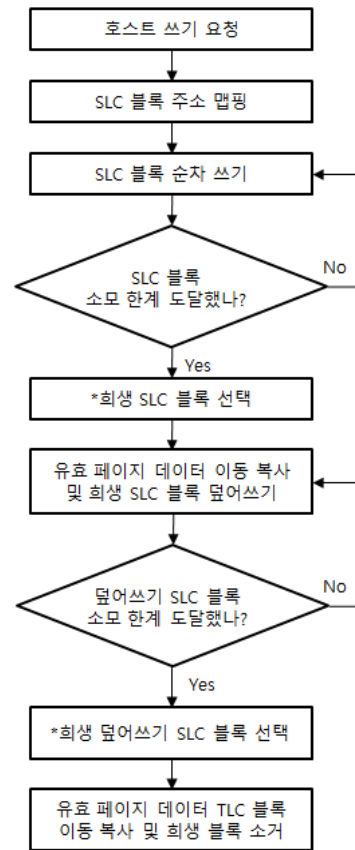 호스트 쓰기 요청
SLC 블록 주소 맵핑
SLC 블록 순차 쓰기
SLC 블록
소모 한계 도달했나?
No
Yes
*희생 SLC 블록 선택
유효 페이지 데이터 이동 복사
및 희생 SLC 블록 덮어쓰기
덮어쓰기 SLC 블록
소모 한계 도달했나?
No
Yes
*희생 덮어쓰기 SLC 블록 선택
유효 페이지 데이터 TLC 블록
이동 복사 및 희생 블록 소거